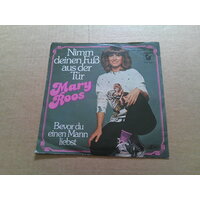 Nimm
deinen Fuß
aus der
Tür
Mary
Roos
Bevor du
einen Mann
liebst